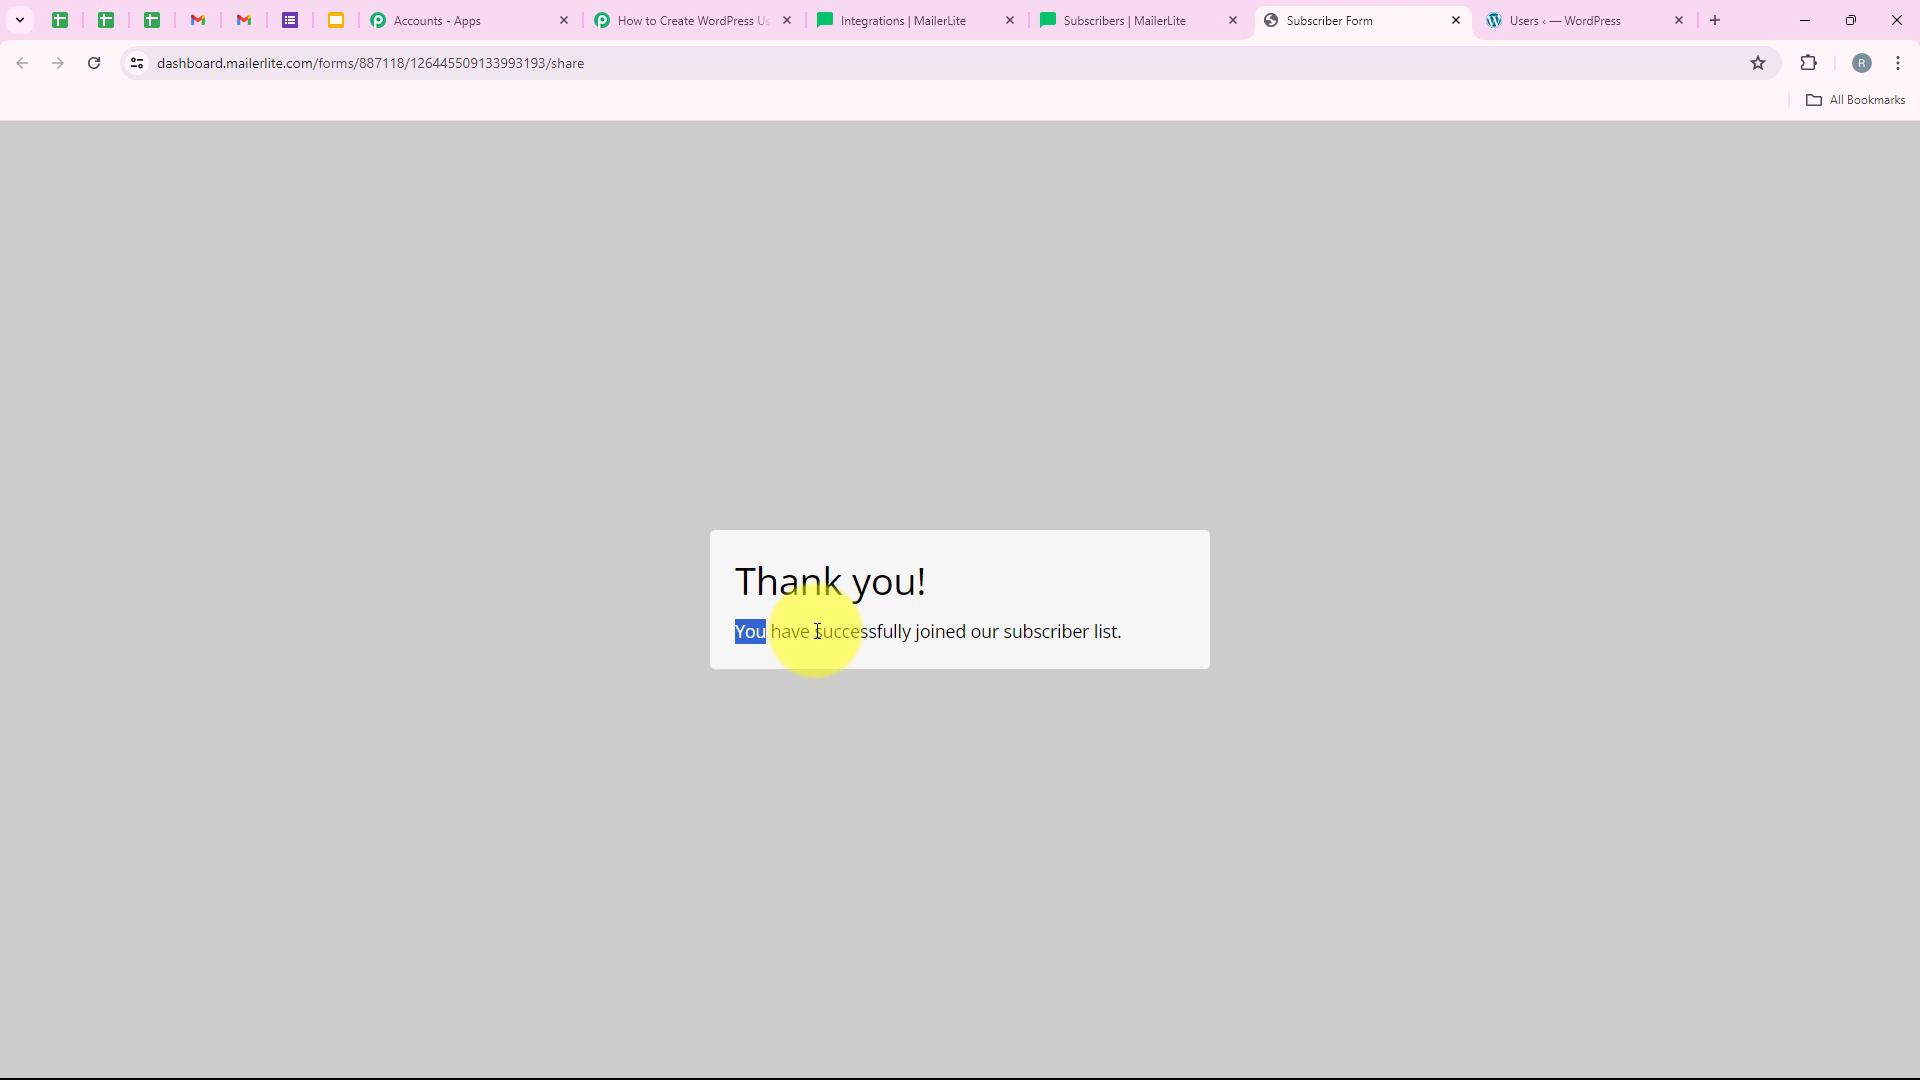 Accounts - Apps
How to Create WordPress Us
Integrations | MailerLite
Subscribers | MailerLite
Subscriber Form
Users ‹ — WordPress
dashboard.mailerlite.com/forms/887118/126445509133993193/share
R
All Bookmarks
Thank you!
You have successfully joined our subscriber list.